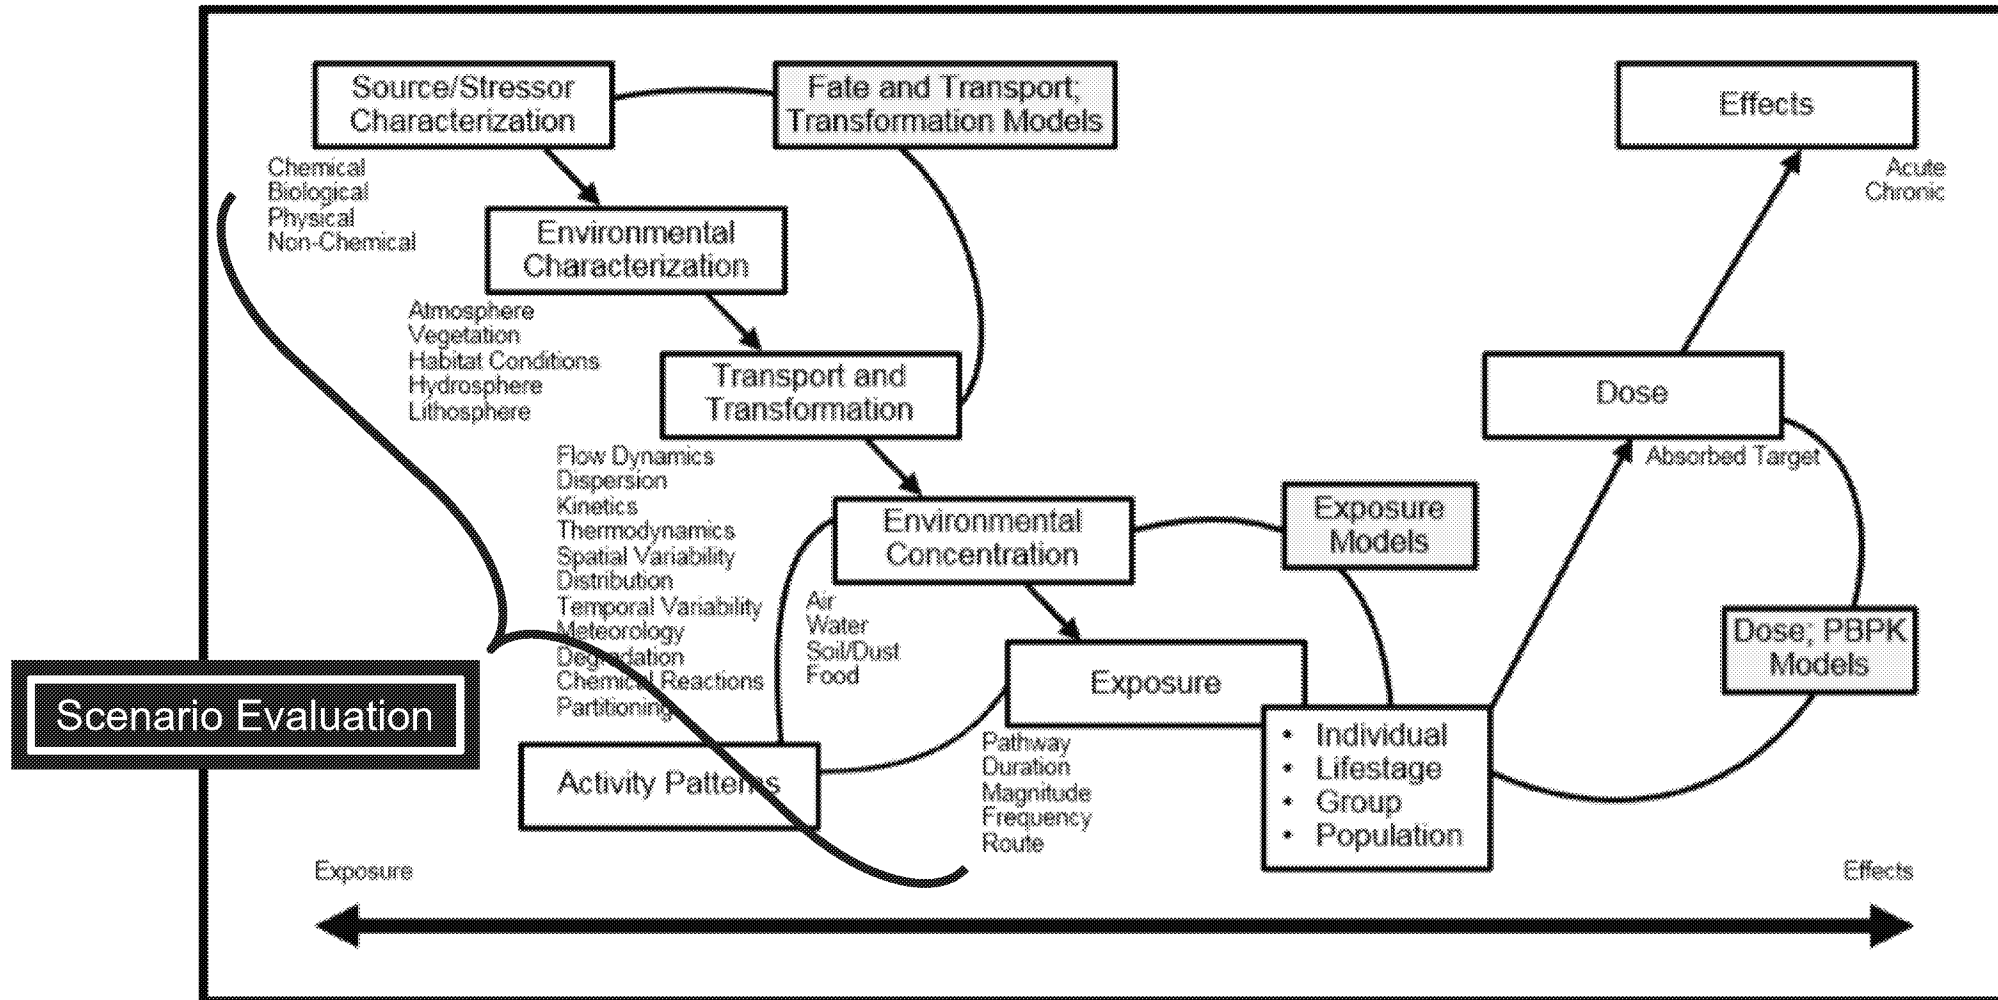 Source/Stressor
Characterization
Fate and Transport;
Transformation Models
Effects
Chemical
Biological
Physical
Non-Chemical
Acute
Chronic
Environmental
Characterization
Atmosphere
Vegetation
Habitat Conditions
Hydrosphere
Lithosphere
Transport and
Transformation
Dose
Absorbed Target
Flow Dynamics
Dispersion
Kinetics
Thermodynamics
Spatial Variability
Distribution
Temporal Variability
Meteorology
Degradation
Chemical Reactions
Partitioning
Environmental
Concentration
Exposure
Models
Air
Water
Soil/Dust
Food
Dose; PBPK
Models
Exposure
Scenario Evaluation
Activity Patterns
Pathway
Duration
Magnitude
Frequency
Route
• Individual
• Lifestage
• Group
• Population
Exposure
Effects